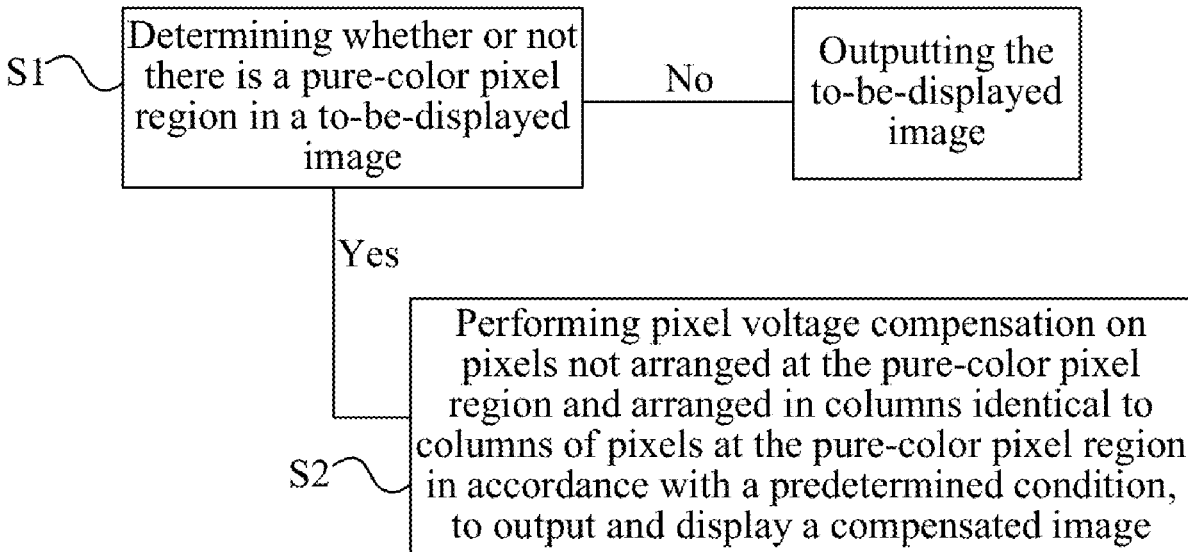 S1
Determining whether or not
there is a pure-color pixel
region in a to-be-displayed
image
No
Outputting the
to-be-displayed
image
Yes
S2
Performing pixel voltage compensation on
pixels not arranged at the pure-color pixel
region and arranged in columns identical to
columns of pixels at the pure-color pixel region
in accordance with a predetermined condition,
to output and display a compensated image